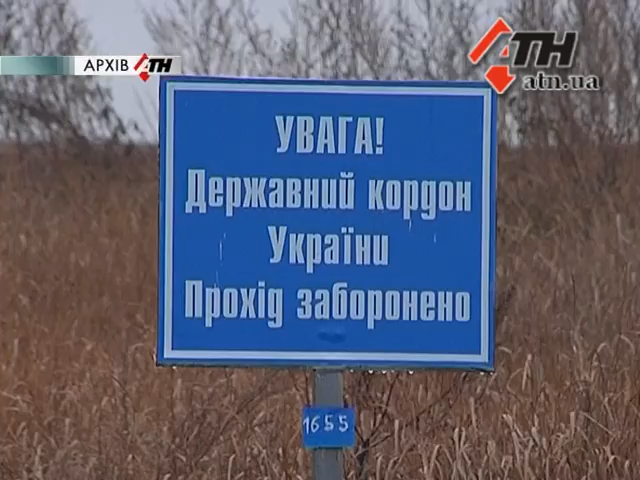 АРХІВ АТН
АТН
atn.ua
УВАГА!
Державний кордон
України
Прохід заборонено
1655